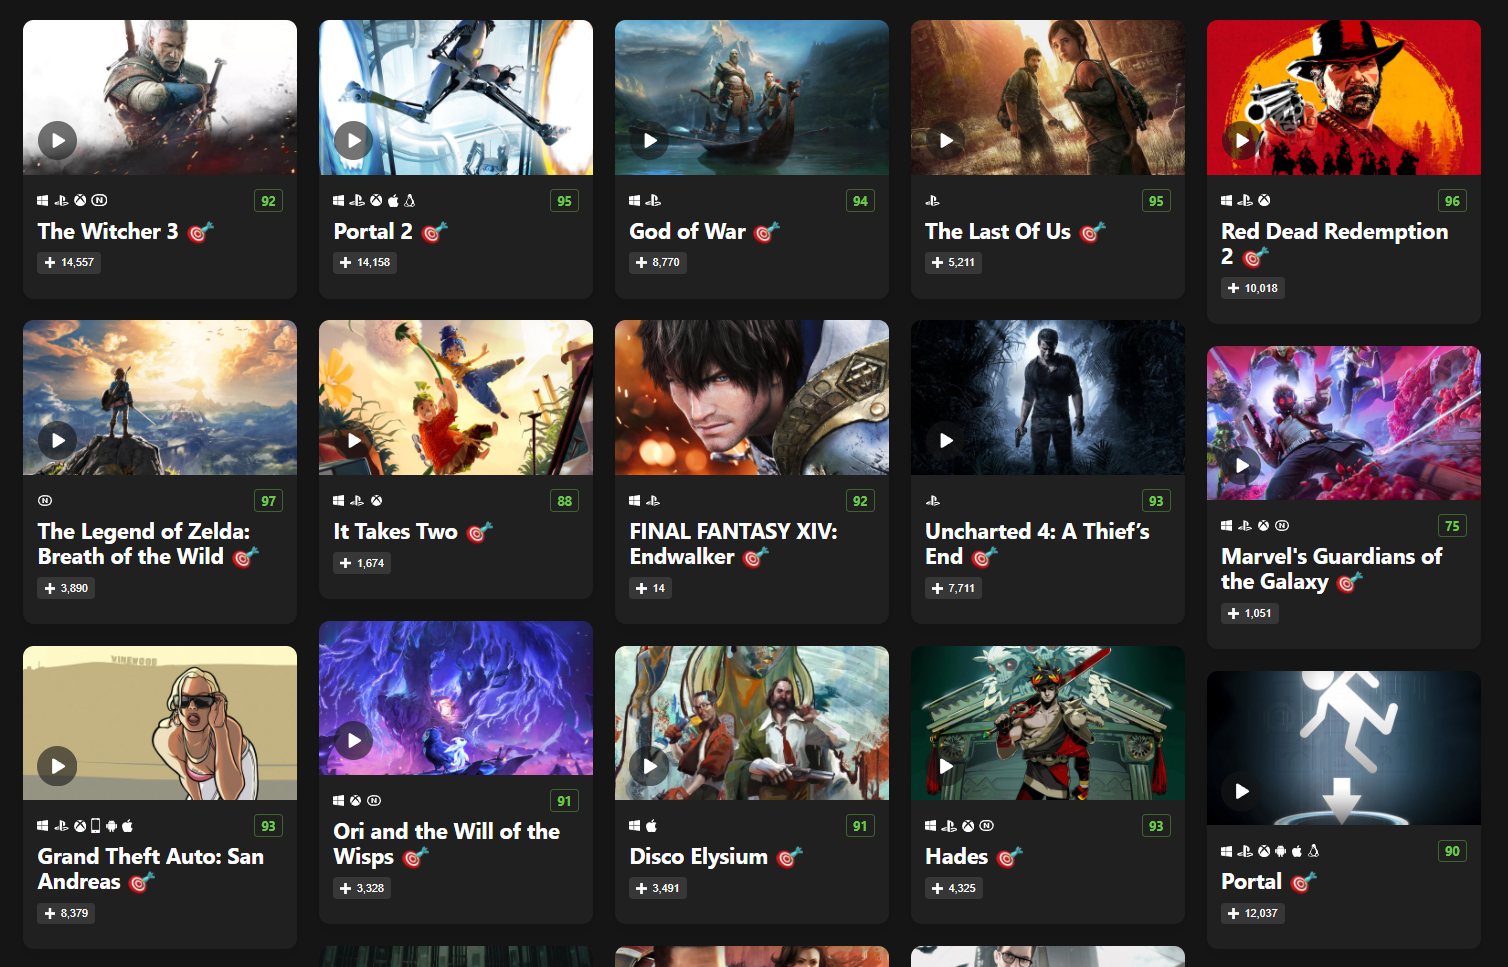 92
The Witcher 3
14,557
95
Portal 2
14,158
94
God of War
8,770
95
The Last Of Us
5,211
96
Red Dead Redemption
2
10,018
97
The Legend of Zelda:
Breath of the Wild
3,890
88
It Takes Two
1,674
92
FINAL FANTASY XIV:
Endwalker
14
93
Uncharted 4: A Thief’s
End
7,711
75
Marvel's Guardians of
the Galaxy
1,051
VINEWOOD
93
Grand Theft Auto: San
Andreas
8,379
91
Ori and the Will of the
Wisps
3,328
91
Disco Elysium
3,491
93
Hades
4,325
90
Portal
12,037